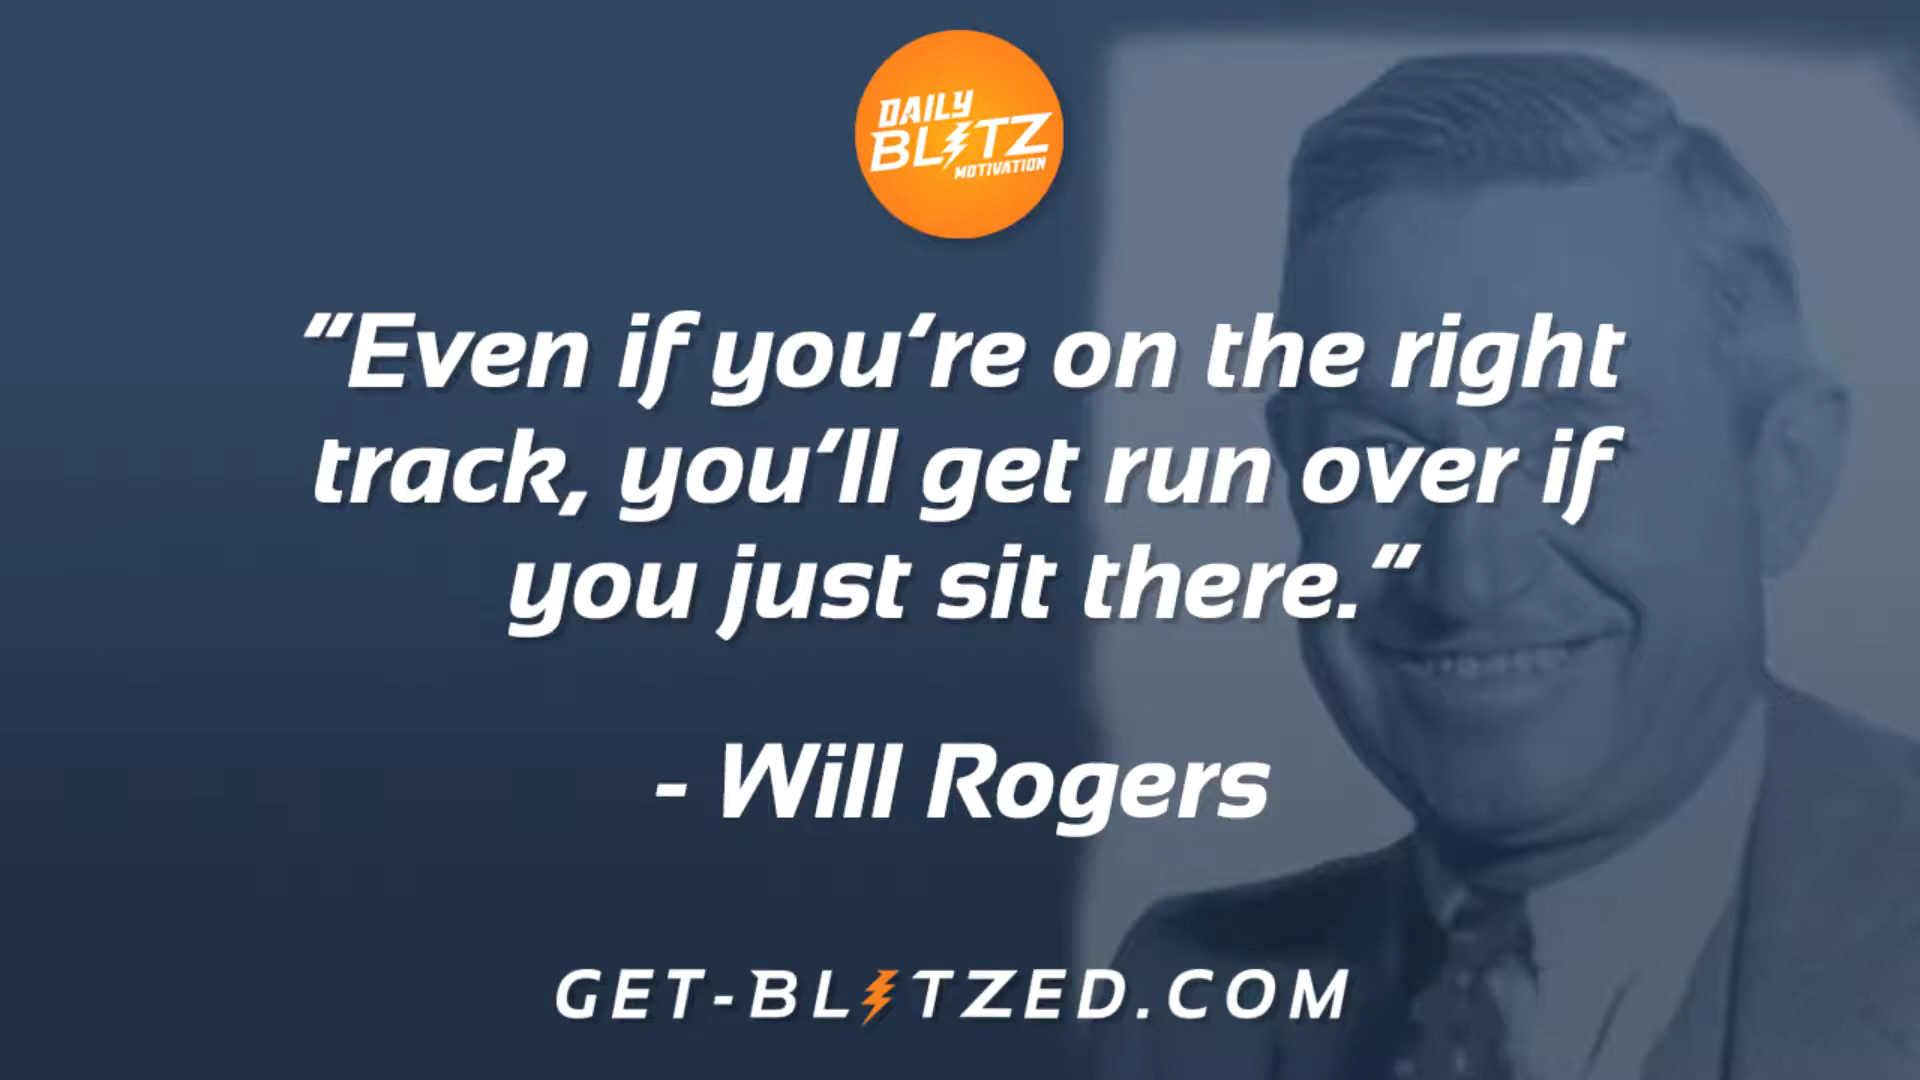 DAILY
BLITZ
MOTIVATION
“Even if you‘re on the right
track, you‘ll get run over if
you just sit there.“
- Will Rogers
GET-BLITZED.COM